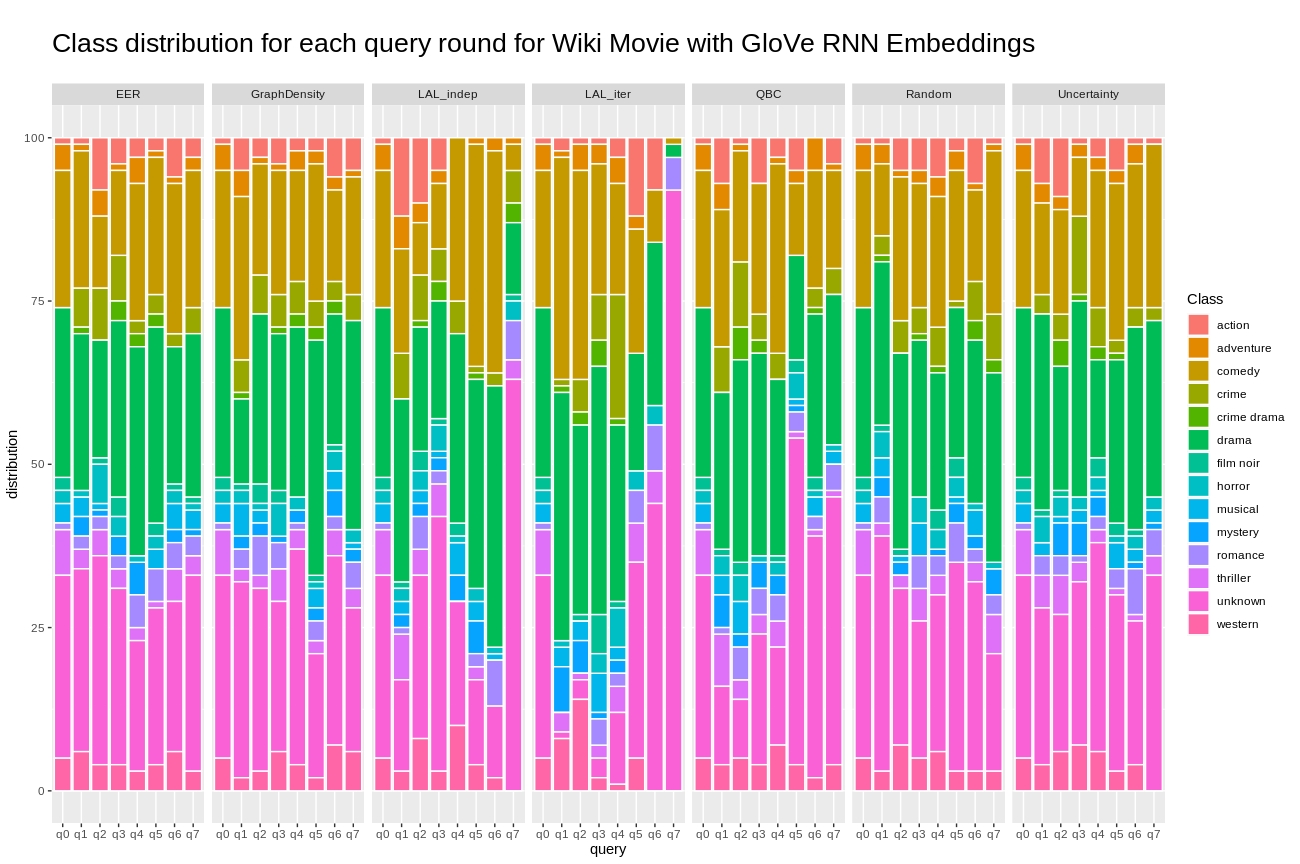 Class distribution for each query round for Wiki Movie with GloVe RNN Embeddings
EER GraphDensity LAL_indep LAL_iter QBC Random Uncertainty
100
75
50
25
0
distribution
q0 q1 q2 q3 q4 q5 q6 q7 q0 q1 q2 q3 q4 q5 q6 q7 q0 q1 q2 q3 q4 q5 q6 q7 q0 q1 q2 q3 q4 q5 q6 q7 q0 q1 q2 q3 q4 q5 q6 q7 q0 q1 q2 q3 q4 q5 q6 q7 q0 q1 q2 q3 q4 q5 q6 q7
query
Class
action
adventure
comedy
crime
crime drama
drama
film noir
horror
musical
mystery
romance
thriller
unknown
western